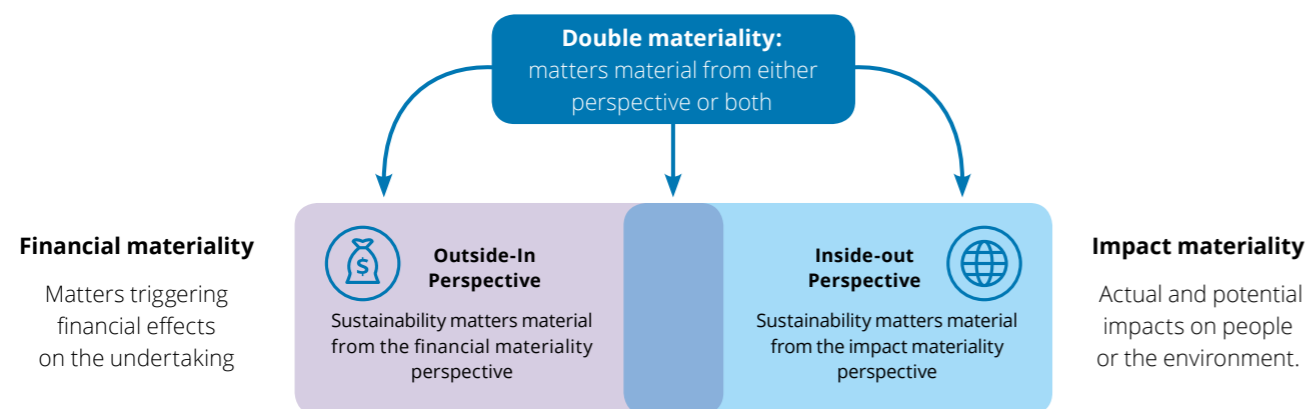 Double materiality:
matters material from either
perspective or both
Financial materiality
Matters triggering
financial effects
on the undertaking
$
Outside-In
Perspective
Sustainability matters material
from the financial materiality
perspective
Inside-out
Perspective
Sustainability matters material
from the impact materiality
perspective
Impact materiality
Actual and potential
impacts on people
or the environment.